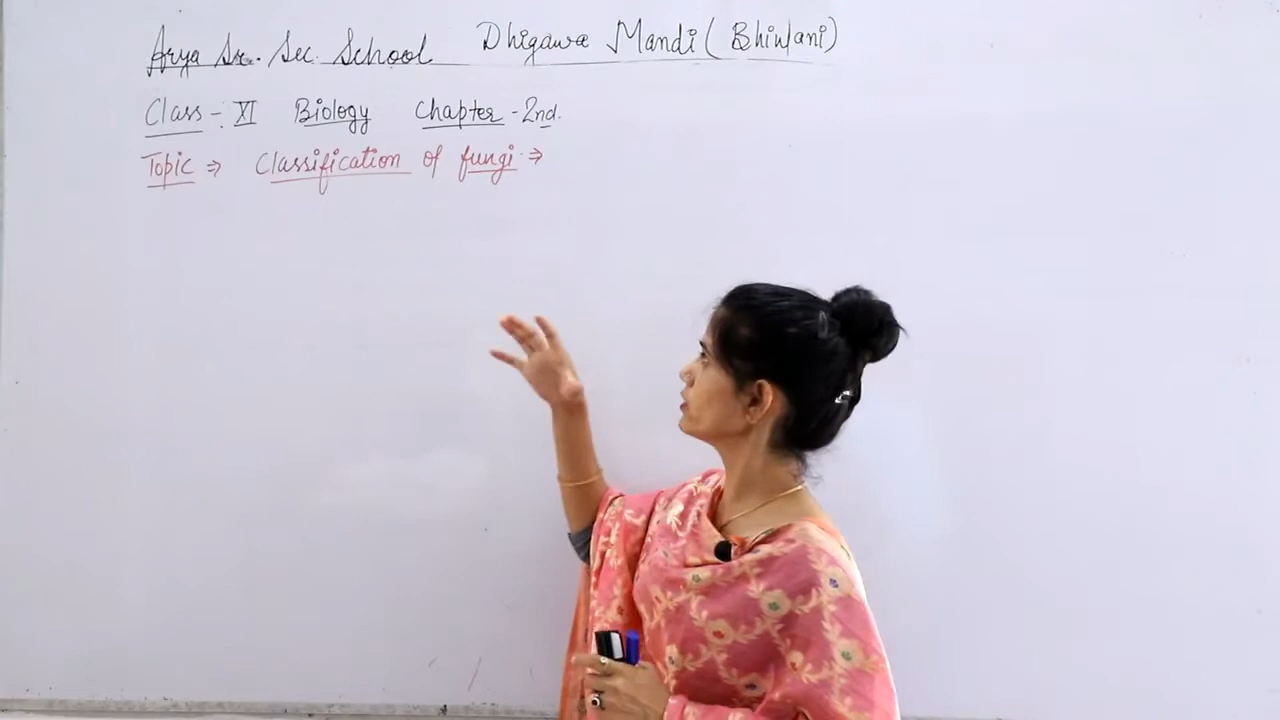 Arya Sr. Sec. School Dhigawa Mandi (Bhiwani)
Class - XI Biology Chapter - 2nd.
Topic ⇒ Classification of fungi ⇒